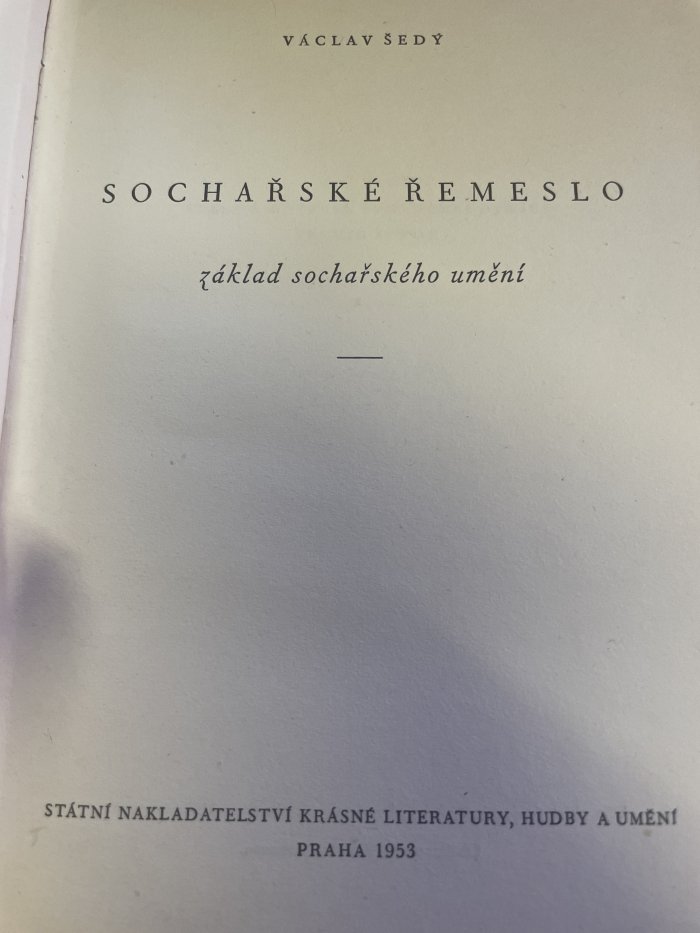 VÁCLAV ŠEDÝ
SOCHAŘSKÉ ŘEMESLO
základ sochařského umění
STÁTNÍ NAKLADATELSTVÍ KRÁSNÉ LITERATURY, HUDBY A UMĚNÍ
PRAHA 1953